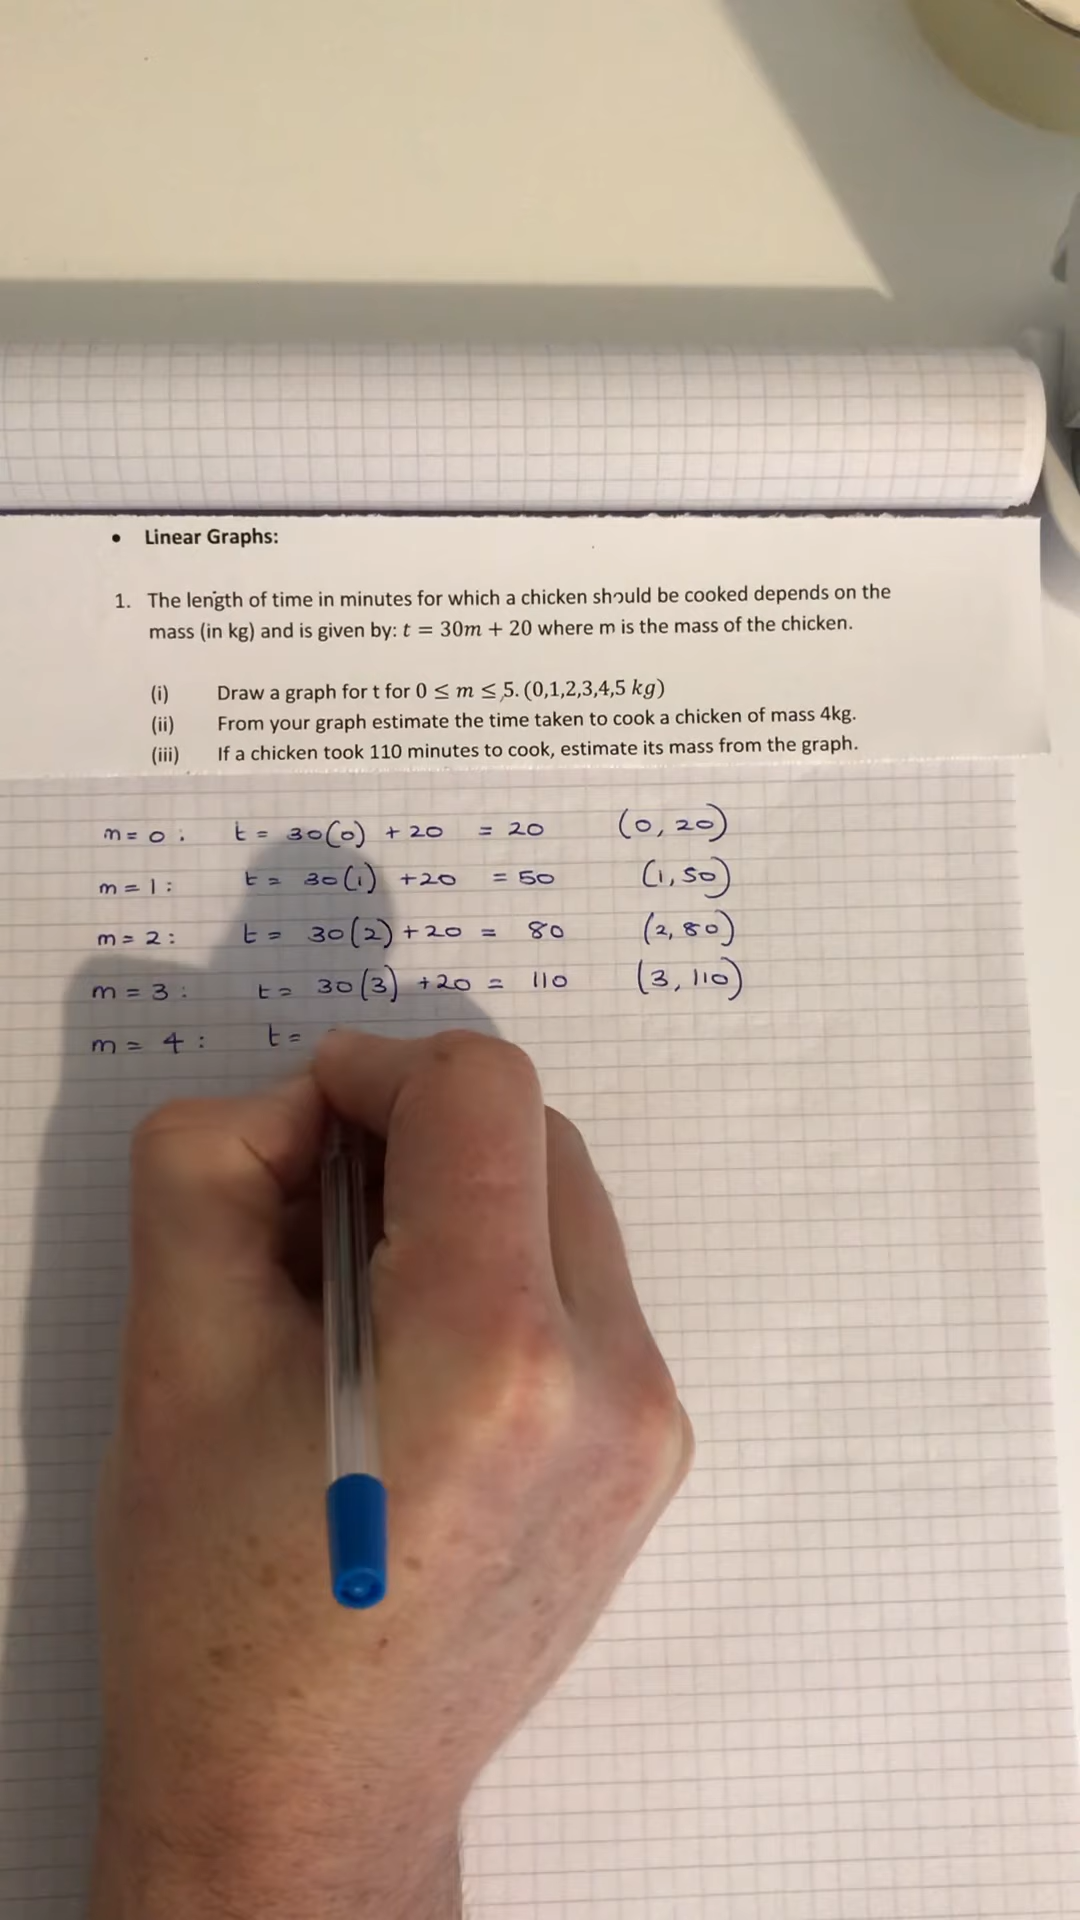 • Linear Graphs:
1. The length of time in minutes for which a chicken should be cooked depends on the
mass (in kg) and is given by: t = 30m + 20 where m is the mass of the chicken.
(i) Draw a graph for t for 0 ≤ m ≤ 5. (0,1,2,3,4,5 kg)
(ii) From your graph estimate the time taken to cook a chicken of mass 4kg.
(iii) If a chicken took 110 minutes to cook, estimate its mass from the graph.
m = 0 : t = 30(0) + 20 = 20 (0, 20)
m = 1 : t = 30(1) + 20 = 50 (1, 50)
m = 2 : t = 30(2) + 20 = 80 (2, 80)
m = 3 : t = 30(3) + 20 = 110 (3, 110)
m = 4 : t =